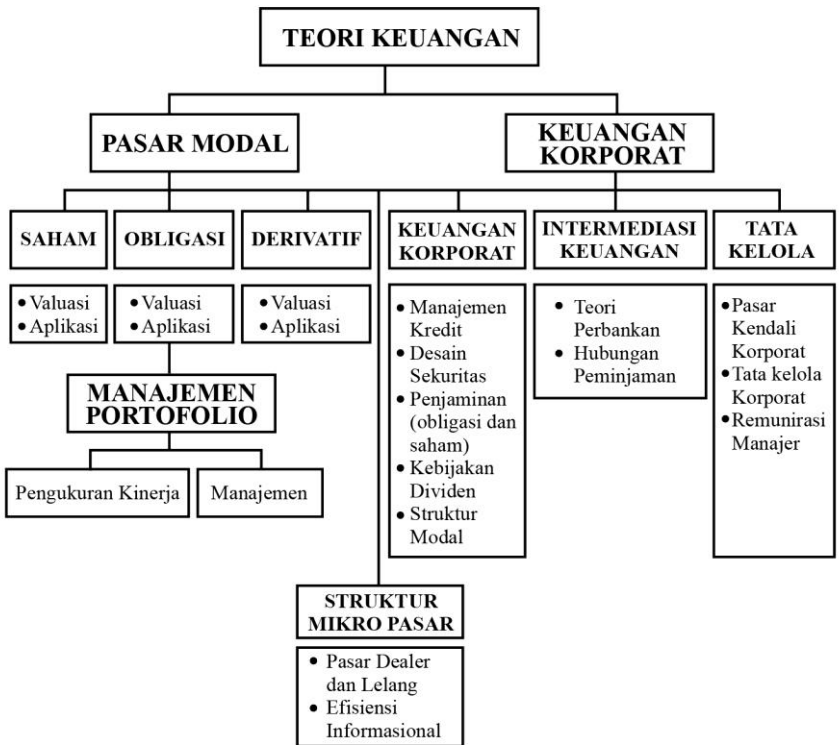 TEORI KEUANGAN
PASAR MODAL
KEUANGAN
KORPORAT
SAHAM
OBLIGASI
DERIVATIF
KEUANGAN
KORPORAT
INTERMEDIASI
KEUANGAN
TATA
KELOLA
• Valuasi
• Aplikasi
• Valuasi
• Aplikasi
• Valuasi
• Aplikasi
• Manajemen
Kredit
• Desain
Sekuritas
• Penjaminan
(obligasi dan
saham)
• Kebijakan
Dividen
• Struktur
Modal
• Teori
Perbankan
• Hubungan
Peminjaman
• Pasar
Kendali
Korporat
• Tata kelola
Korporat
• Remunirasi
Manajer
MANAJEMEN
PORTOFOLIO
Pengukuran Kinerja
Manajemen
STRUKTUR
MIKRO PASAR
• Pasar Dealer
dan Lelang
• Efisiensi
Informasional